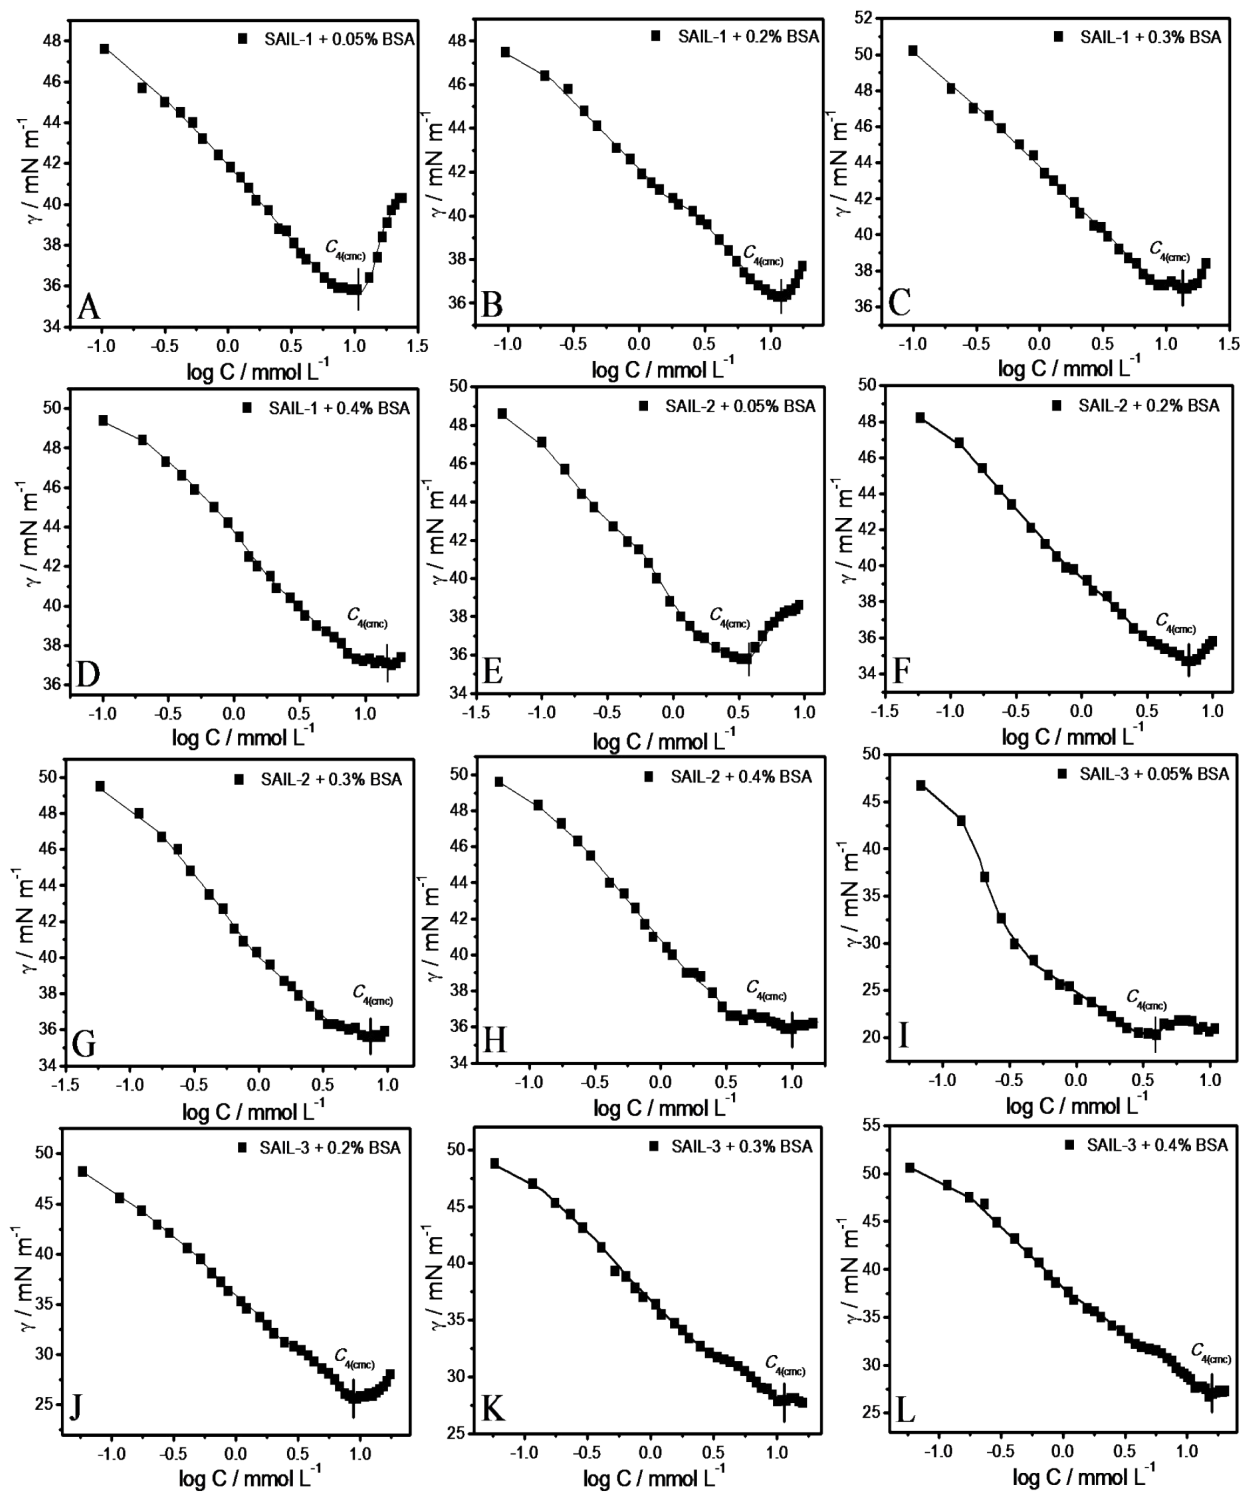 SAIL-1 + 0.05% BSA
48
46
44
42
40
38
36
34
γ / mN m⁻¹
C₄₍cmc₎
A
-1.0 -0.5 0.0 0.5 1.0 1.5
log C / mmol L⁻¹
SAIL-1 + 0.2% BSA
48
46
44
42
40
38
36
γ / mN m⁻¹
C₄₍cmc₎
B
-1.0 -0.5 0.0 0.5 1.0
log C / mmol L⁻¹
SAIL-1 + 0.3% BSA
52
50
48
46
44
42
40
38
36
γ / mN m⁻¹
C₄₍cmc₎
C
-1.0 -0.5 0.0 0.5 1.0 1.5
log C / mmol L⁻¹
SAIL-1 + 0.4% BSA
50
48
46
44
42
40
38
36
γ / mN m⁻¹
C₄₍cmc₎
D
-1.0 -0.5 0.0 0.5 1.0
log C / mmol L⁻¹
SAIL-2 + 0.05% BSA
50
48
46
44
42
40
38
36
34
γ / mN m⁻¹
C₄₍cmc₎
E
-1.5 -1.0 -0.5 0.0 0.5 1.0
log C / mmol L⁻¹
SAIL-2 + 0.2% BSA
50
48
46
44
42
40
38
36
34
γ / mN m⁻¹
C₄₍cmc₎
F
-1.5 -1.0 -0.5 0.0 0.5 1.0
log C / mmol L⁻¹
SAIL-2 + 0.3% BSA
50
48
46
44
42
40
38
36
34
γ / mN m⁻¹
C₄₍cmc₎
G
-1.5 -1.0 -0.5 0.0 0.5 1.0
log C / mmol L⁻¹
SAIL-2 + 0.4% BSA
50
48
46
44
42
40
38
36
34
γ / mN m⁻¹
C₄₍cmc₎
H
-1.0 -0.5 0.0 0.5 1.0
log C / mmol L⁻¹
SAIL-3 + 0.05% BSA
50
45
40
35
30
25
20
γ / mN m⁻¹
C₄₍cmc₎
I
-1.0 -0.5 0.0 0.5 1.0
log C / mmol L⁻¹
SAIL-3 + 0.2% BSA
50
45
40
35
30
25
γ / mN m⁻¹
C₄₍cmc₎
J
-1.0 -0.5 0.0 0.5 1.0
log C / mmol L⁻¹
SAIL-3 + 0.3% BSA
50
45
40
35
30
25
γ / mN m⁻¹
C₄₍cmc₎
K
-1.0 -0.5 0.0 0.5 1.0
log C / mmol L⁻¹
SAIL-3 + 0.4% BSA
55
50
45
40
35
30
25
γ / mN m⁻¹
C₄₍cmc₎
L
-1.0 -0.5 0.0 0.5 1.0
log C / mmol L⁻¹